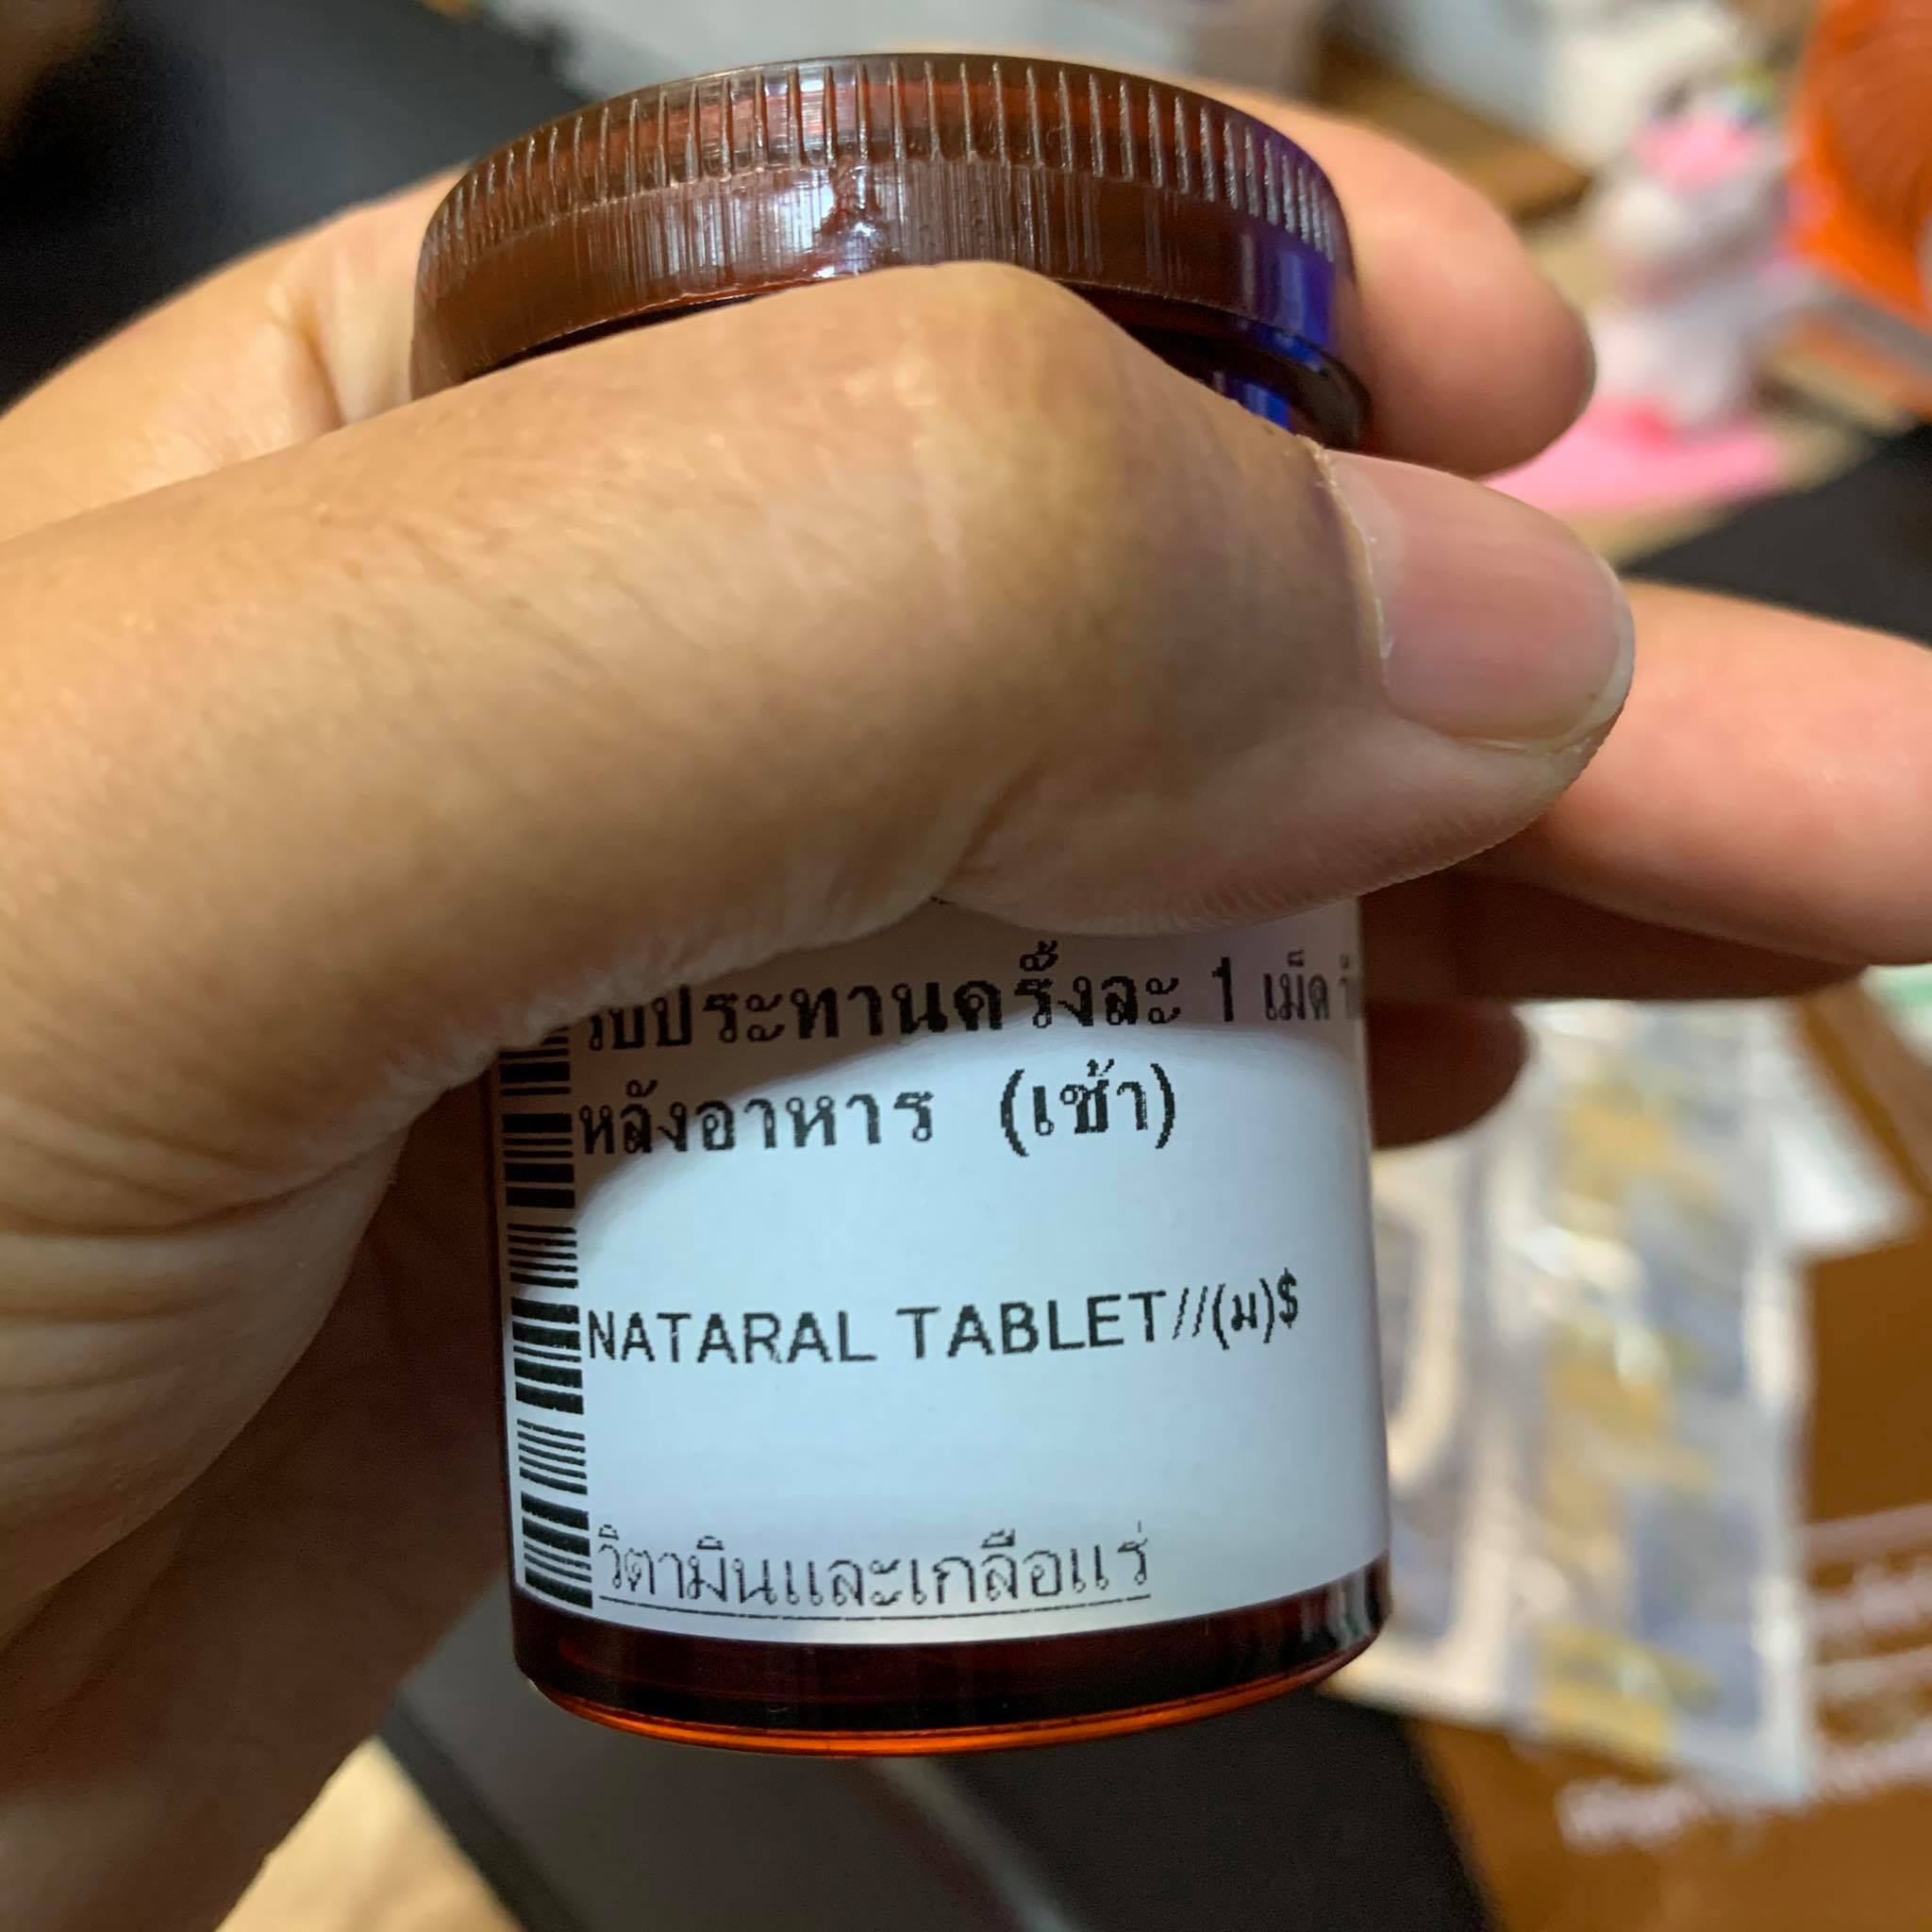 รับประทานครั้งละ 1 เม็ด
หลังอาหาร (เช้า)
NATARAL TABLET//(ม)$
วิตามินและเกลือแร่